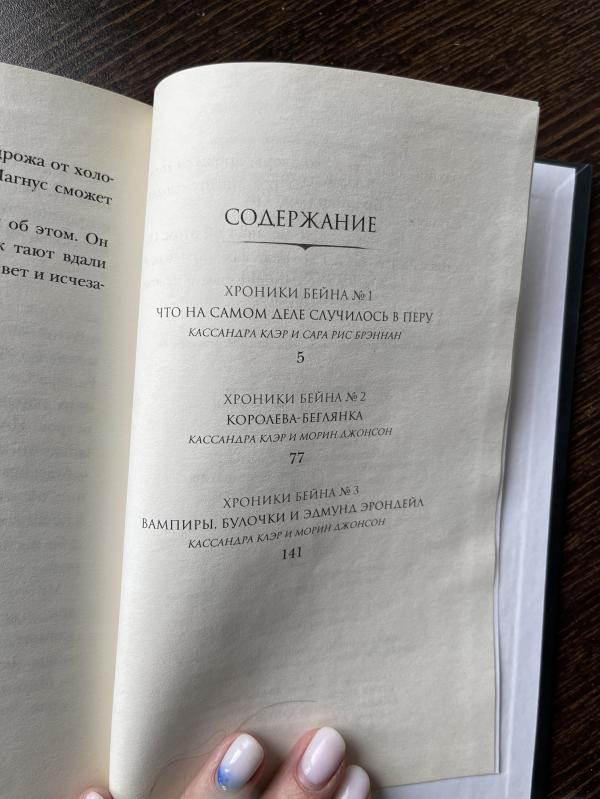 дрожа от холо-
Магнус сможет
об этом. Он
тают вдали
вет и исчеза-
СОДЕРЖАНИЕ
ХРОНИКИ БЕЙНА № 1
ЧТО НА САМОМ ДЕЛЕ СЛУЧИЛОСЬ В ПЕРУ
КАССАНДРА КЛЭР И САРА РИС БРЭННАН
5
ХРОНИКИ БЕЙНА № 2
КОРОЛЕВА-БЕГЛЯНКА
КАССАНДРА КЛЭР И МОРИН ДЖОНСОН
77
ХРОНИКИ БЕЙНА № 3
ВАМПИРЫ, БУЛОЧКИ И ЭДМУНД ЭРОНДЕЙЛ
КАССАНДРА КЛЭР И МОРИН ДЖОНСОН
141